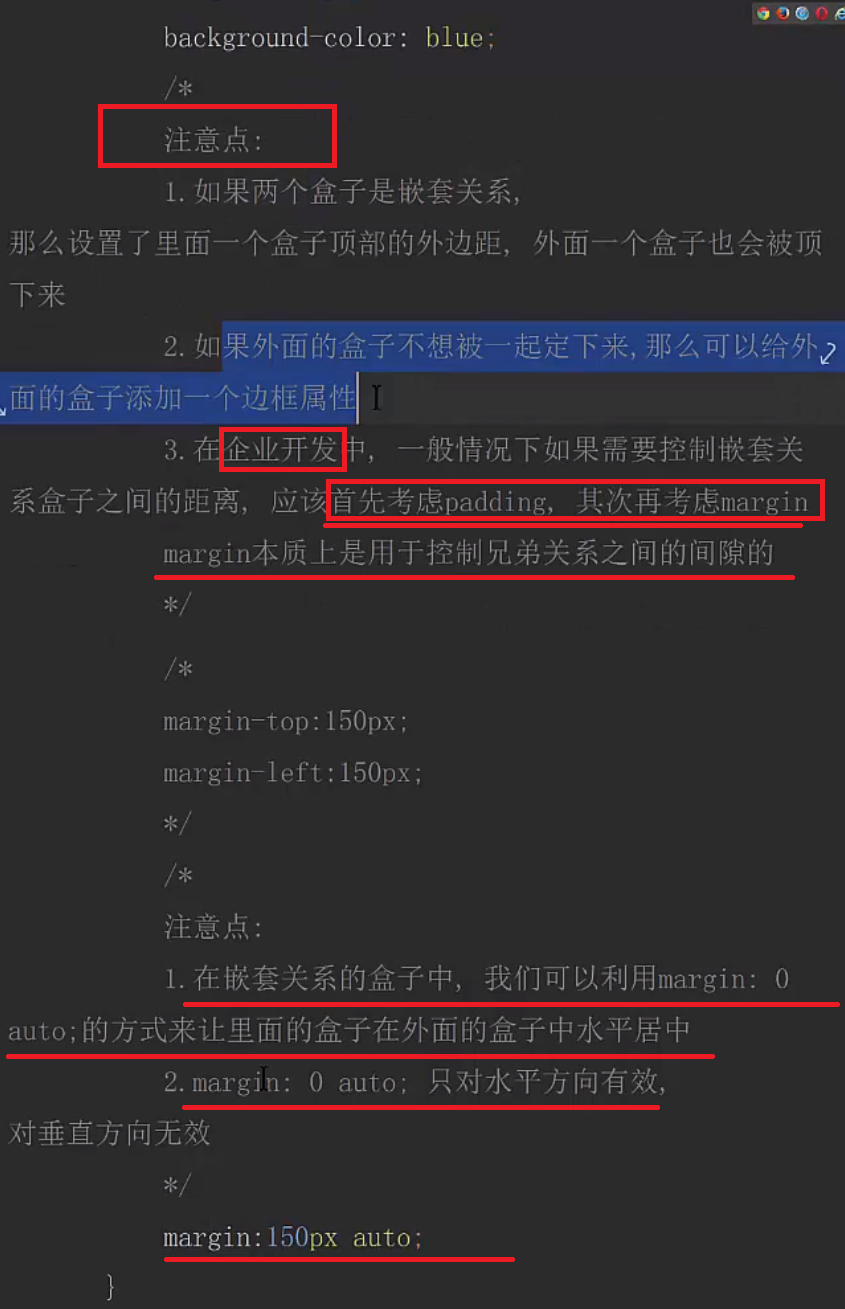 background-color: blue;
/*
注意点:
1.如果两个盒子是嵌套关系,
那么设置了里面一个盒子顶部的外边距, 外面一个盒子也会被顶
下来
2.如果外面的盒子不想被一起定下来,那么可以给外
面的盒子添加一个边框属性
3.在企业开发中, 一般情况下如果需要控制嵌套关
系盒子之间的距离, 应该首先考虑padding, 其次再考虑margin
margin本质上是用于控制兄弟关系之间的间隙的
*/
/*
margin-top:150px;
margin-left:150px;
*/
/*
注意点:
1.在嵌套关系的盒子中, 我们可以利用margin: 0
auto;的方式来让里面的盒子在外面的盒子中水平居中
2.margin: 0 auto; 只对水平方向有效,
对垂直方向无效
*/
margin:150px auto;
}